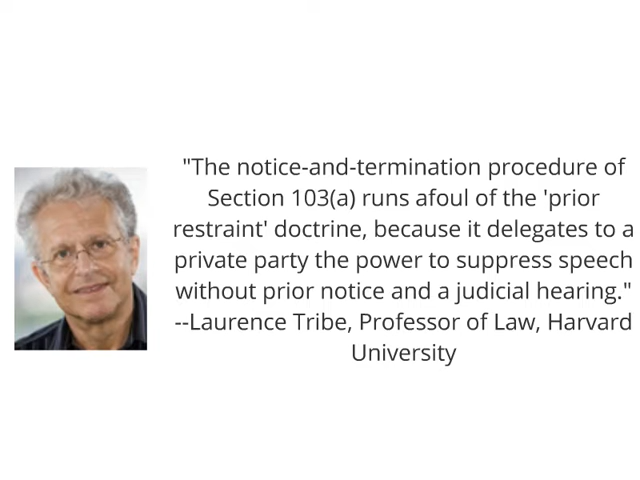 "The notice-and-termination procedure of
Section 103(a) runs afoul of the 'prior
restraint' doctrine, because it delegates to a
private party the power to suppress speech
without prior notice and a judicial hearing."
--Laurence Tribe, Professor of Law, Harvard
University